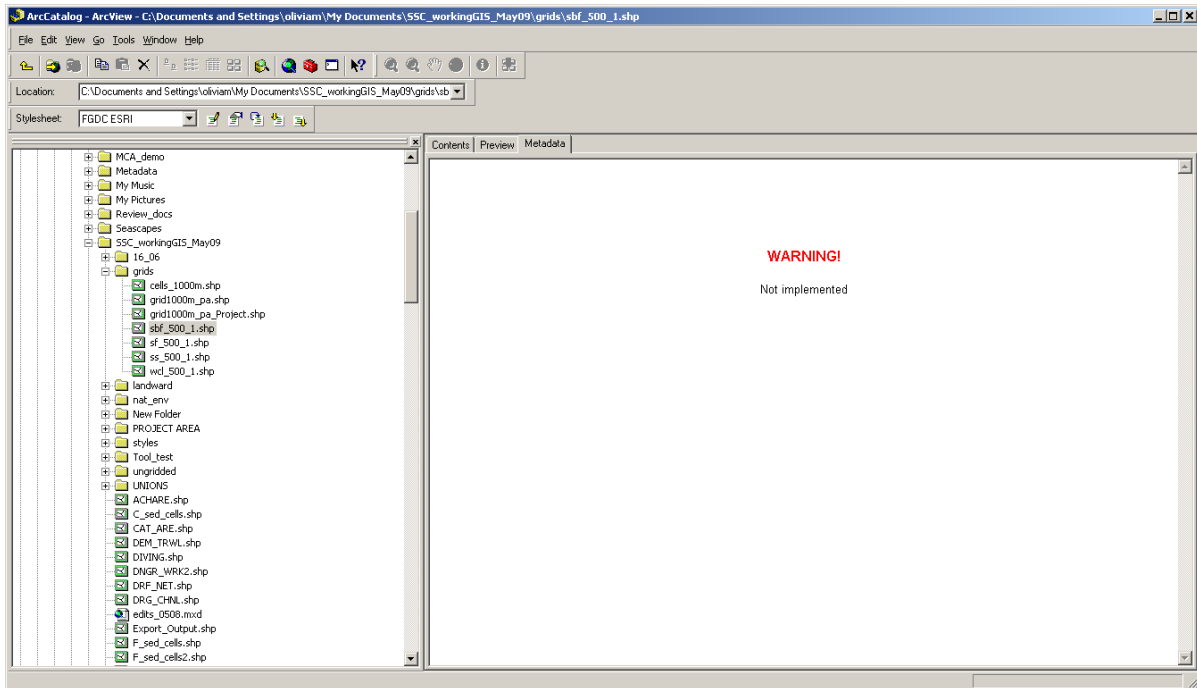 ArcCatalog - ArcView - C:\Documents and Settings\oliviam\My Documents\SSC_workingGIS_May09\grids\sbf_500_1.shp
File Edit View Go Tools Window Help
Location: C:\Documents and Settings\oliviam\My Documents\SSC_workingGIS_May09\grids\sb
Stylesheet: FGDC ESRI
Contents Preview Metadata
MCA_demo
Metadata
My Music
My Pictures
Review_docs
Seascapes
SSC_workingGIS_May09
16_06
grids
cells_1000m.shp
grid1000m_pa.shp
grid1000m_pa_Project.shp
sbf_500_1.shp
sf_500_1.shp
ss_500_1.shp
wcl_500_1.shp
landward
nat_env
New Folder
PROJECT AREA
styles
Tool_test
ungridded
UNIONS
ACHARE.shp
C_sed_cells.shp
CAT_ARE.shp
DEM_TRWL.shp
DIVING.shp
DNGR_WRK2.shp
DRF_NET.shp
DRG_CHNL.shp
edits_0508.mxd
Export_Output.shp
F_sed_cells.shp
F_sed_cells2.shp
WARNING!
Not implemented